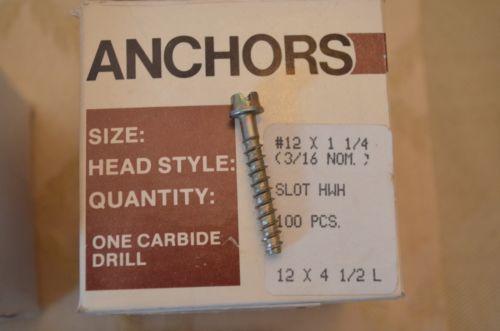 ANCHORS
SIZE: #12 X 1 1/4
(3/16 NOM.)
HEAD STYLE: SLOT HWH
QUANTITY: 100 PCS.
ONE CARBIDE
DRILL
12 X 4 1/2 L